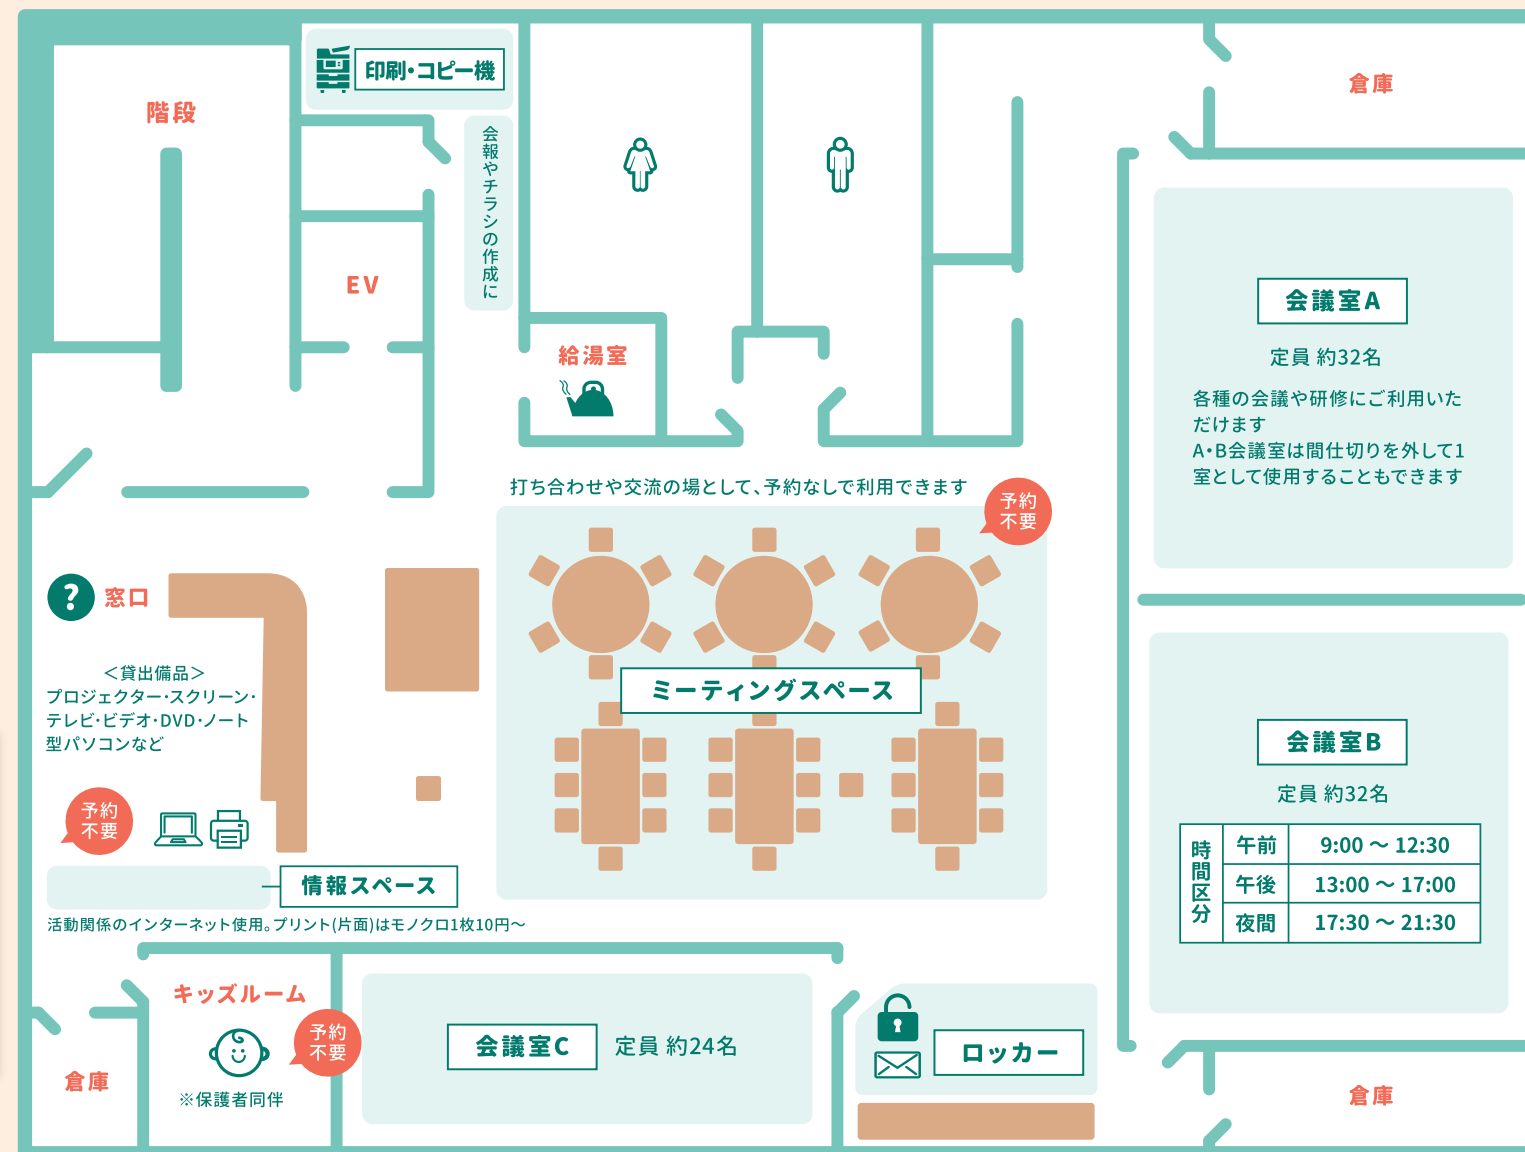 印刷・コピー機
階段
倉庫
会報やチラシの作成に
EV
会議室A
給湯室
定員 約32名
各種の会議や研修にご利用いた
だけます
A・B会議室は間仕切りを外して1
室として使用することもできます
打ち合わせや交流の場として、予約なしで利用できます
予約
不要
? 窓口
＜貸出備品＞
プロジェクター・スクリーン・
テレビ・ビデオ・DVD・ノート
型パソコンなど
ミーティングスペース
会議室B
定員 約32名
時間区分
午前 9:00 〜 12:30
午後 13:00 〜 17:00
夜間 17:30 〜 21:30
予約
不要
情報スペース
活動関係のインターネット使用。プリント(片面)はモノクロ1枚10円〜
キッズルーム
予約
不要
※保護者同伴
倉庫
会議室C 定員 約24名
ロッカー
倉庫